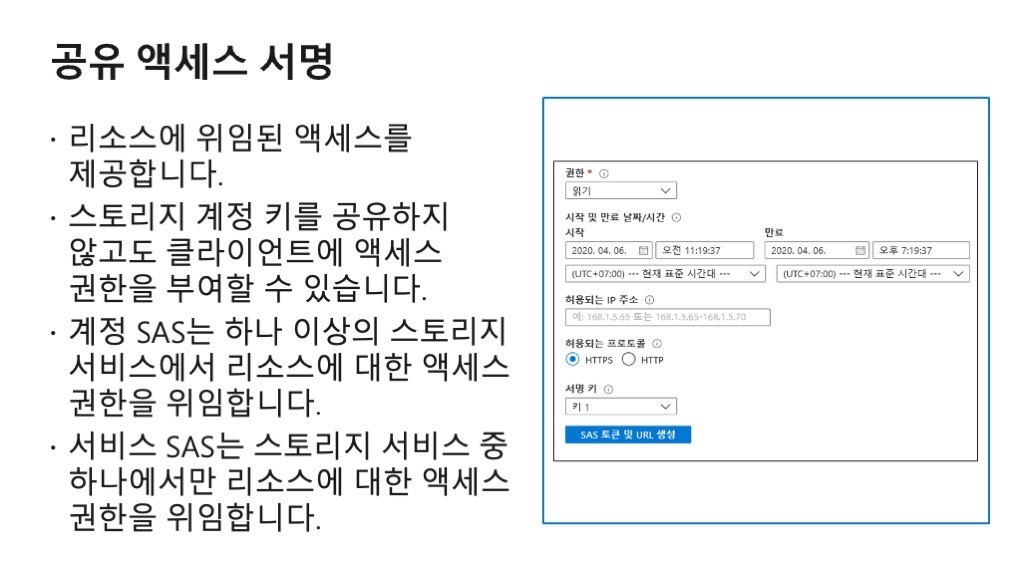 공유 액세스 서명
· 리소스에 위임된 액세스를
제공합니다.
· 스토리지 계정 키를 공유하지
않고도 클라이언트에 액세스
권한을 부여할 수 있습니다.
· 계정 SAS는 하나 이상의 스토리지
서비스에서 리소스에 대한 액세스
권한을 위임합니다.
· 서비스 SAS는 스토리지 서비스 중
하나에서만 리소스에 대한 액세스
권한을 위임합니다.
권한 *
읽기
시작 및 만료 날짜/시간
시작 만료
2020. 04. 06. 오전 11:19:37 2020. 04. 06. 오후 7:19:37
(UTC+07:00) --- 현재 표준 시간대 --- (UTC+07:00) --- 현재 표준 시간대 ---
허용되는 IP 주소
예: 168.1.5.65 또는 168.1.5.65-168.1.5.70
허용되는 프로토콜
HTTPS HTTP
서명 키
키 1
SAS 토큰 및 URL 생성